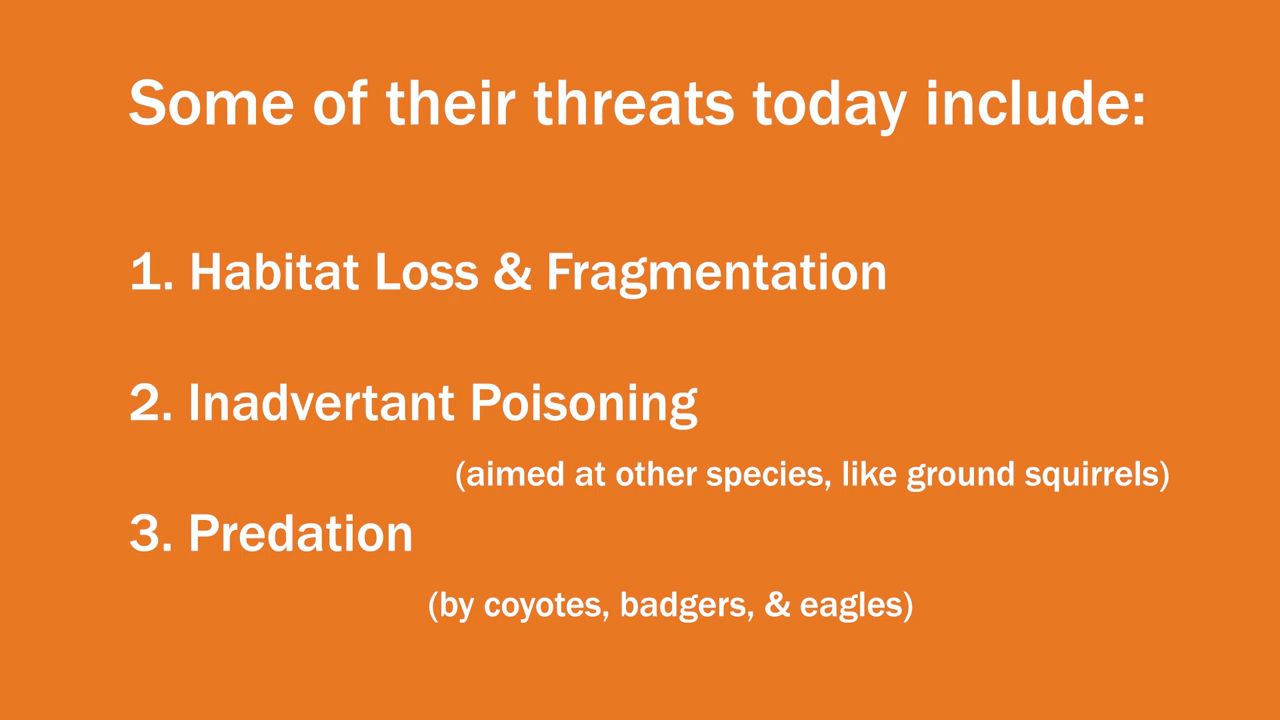 Some of their threats today include:
1. Habitat Loss & Fragmentation
2. Inadvertant Poisoning
(aimed at other species, like ground squirrels)
3. Predation
(by coyotes, badgers, & eagles)